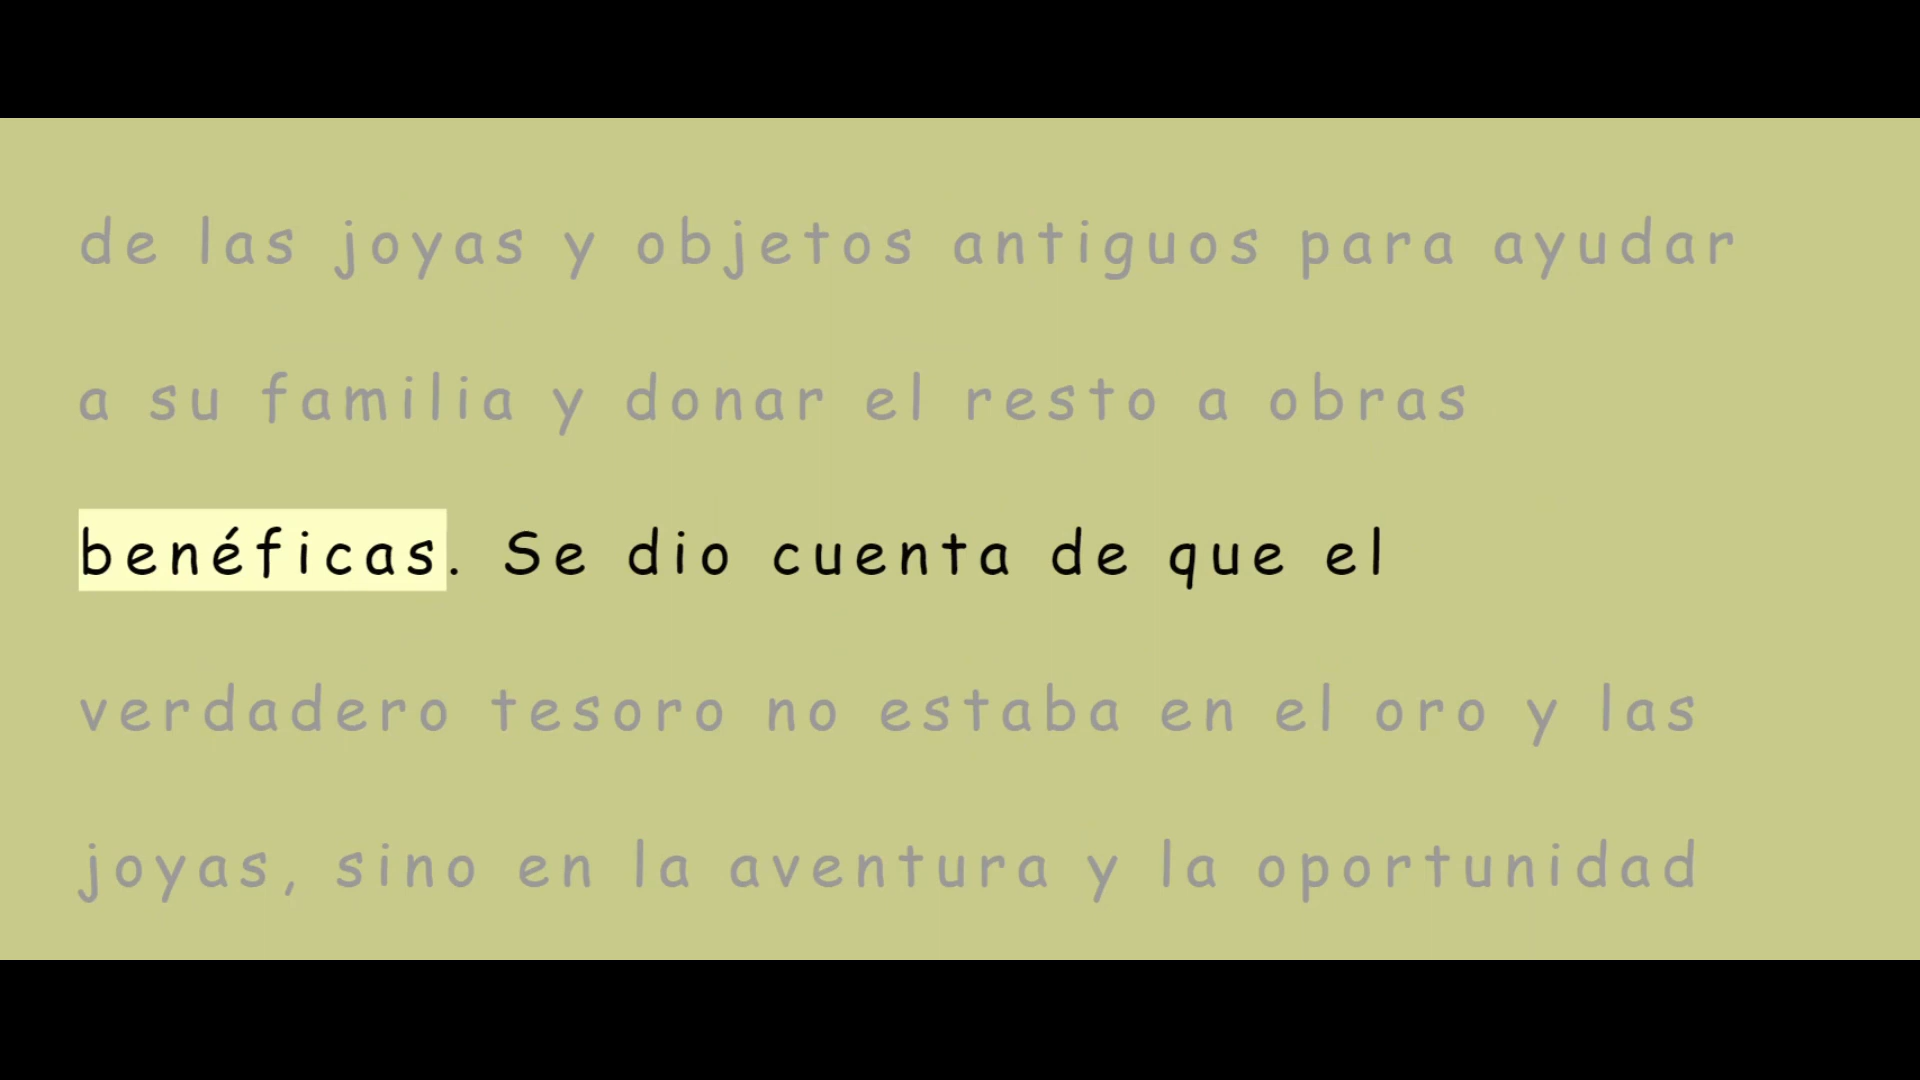 de las joyas y objetos antiguos para ayudar
a su familia y donar el resto a obras
benéficas. Se dio cuenta de que el
verdadero tesoro no estaba en el oro y las
joyas, sino en la aventura y la oportunidad